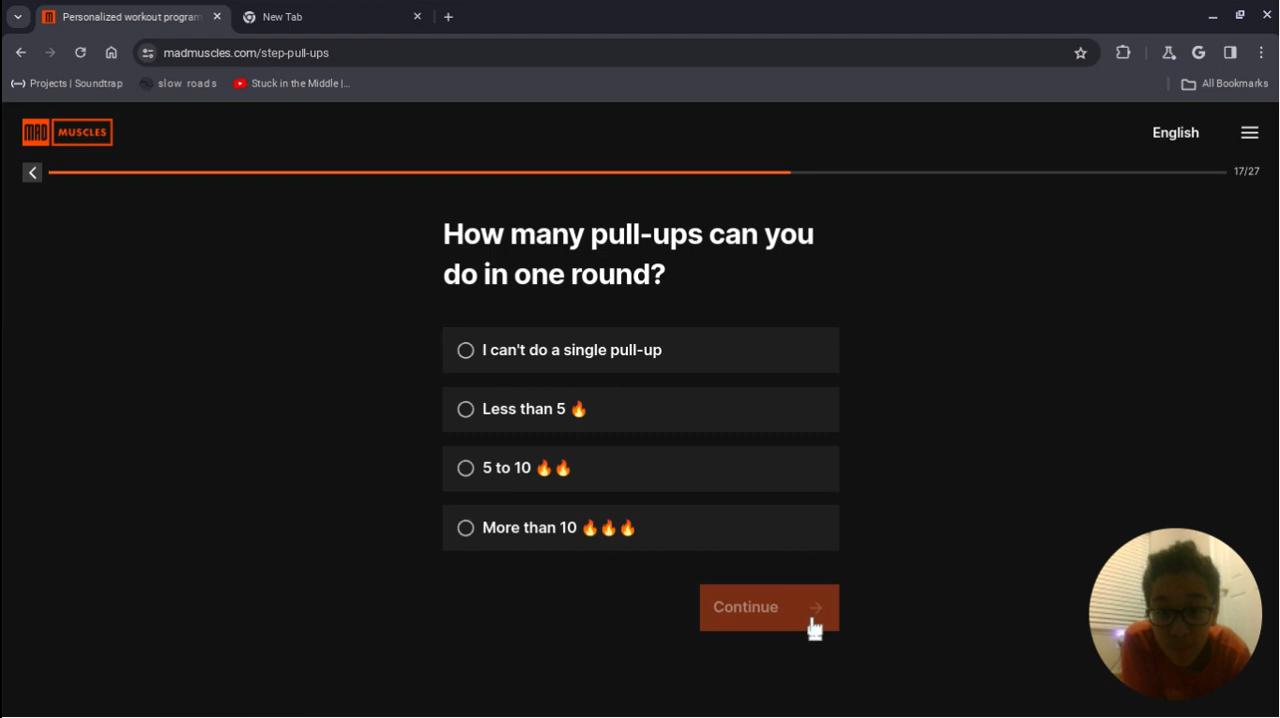 Personalized workout program
New Tab
madmuscles.com/step-pull-ups
Projects | Soundtrap
slow roads
Stuck in the Middle |...
All Bookmarks
MAD MUSCLES
English
17/27
How many pull-ups can you
do in one round?
I can't do a single pull-up
Less than 5 🔥
5 to 10 🔥🔥
More than 10 🔥🔥🔥
Continue →